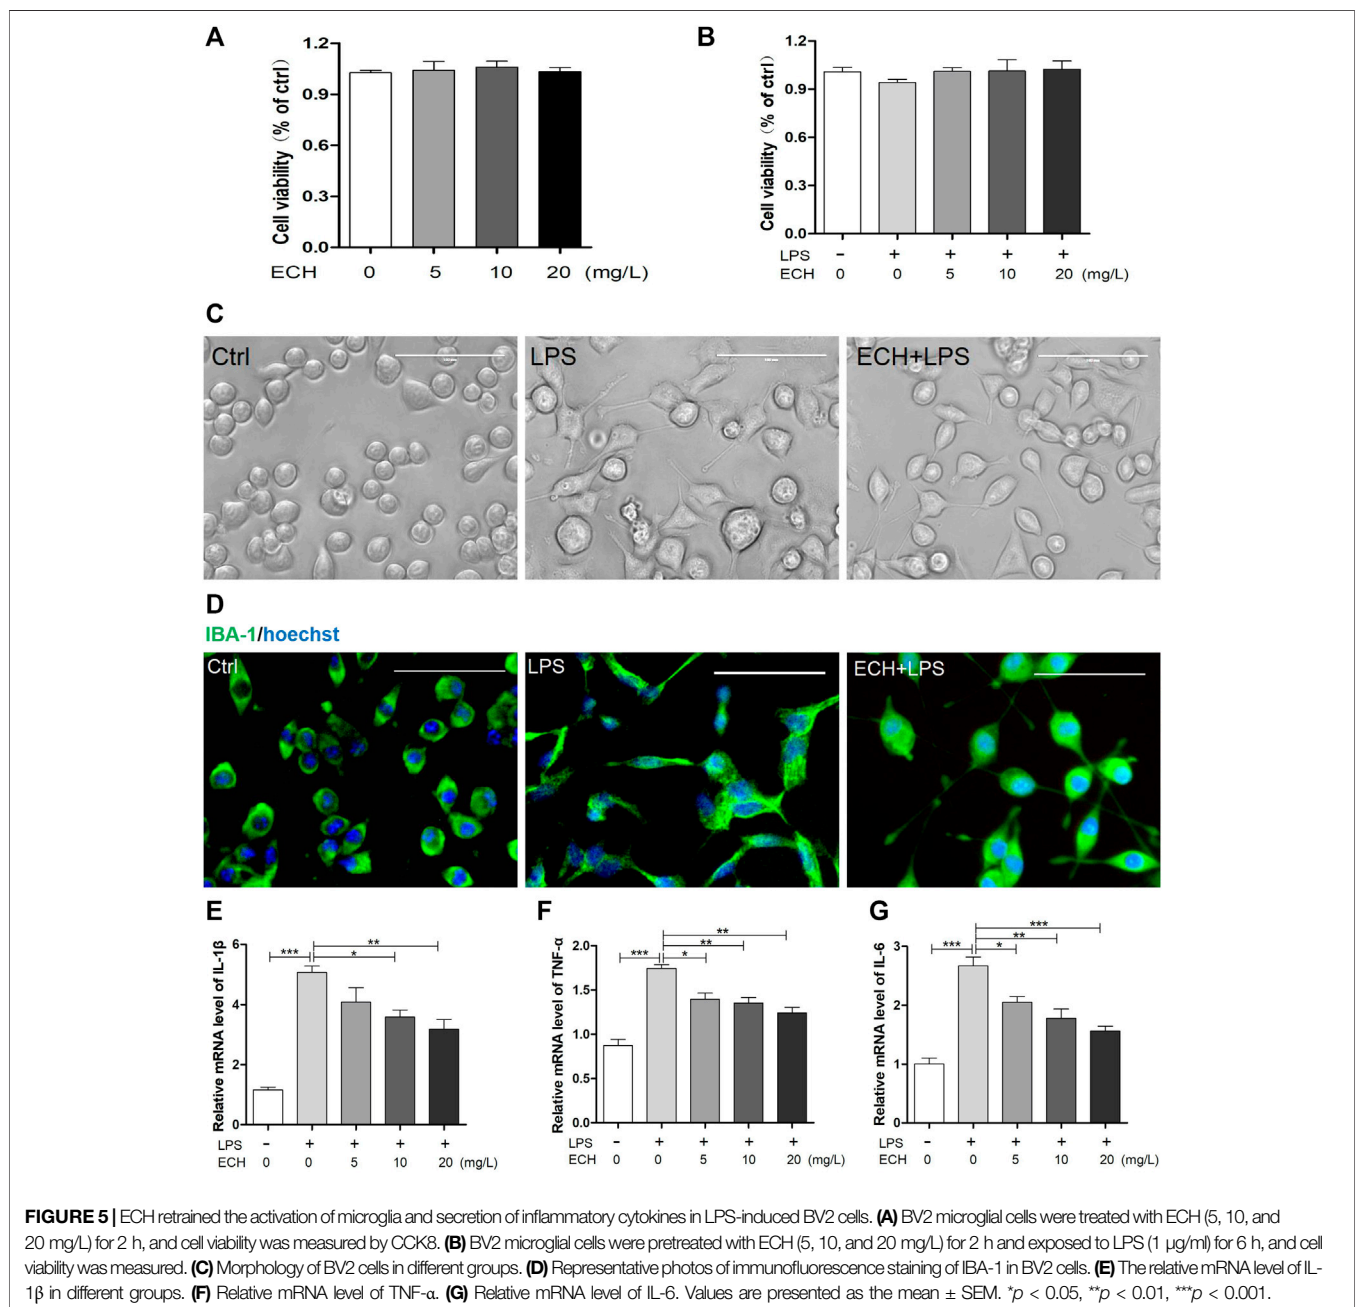 A
Cell viability (% of ctrl)
1.2
0.9
0.6
0.3
0.0
ECH 0 5 10 20 (mg/L)
B
Cell viability (% of ctrl)
1.2
0.9
0.6
0.3
0.0
LPS − + + + +
ECH 0 0 5 10 20 (mg/L)
C
Ctrl
LPS
ECH+LPS
D
IBA-1/hoechst
Ctrl
LPS
ECH+LPS
E
Relative mRNA level of IL-1β
6
4
2
0
*** * **
LPS − + + + +
ECH 0 0 5 10 20 (mg/L)
F
Relative mRNA level of TNF-α
2.0
1.5
1.0
0.5
0.0
*** * ** **
LPS − + + + +
ECH 0 0 5 10 20 (mg/L)
G
Relative mRNA level of IL-6
3
2
1
0
*** * ** ***
LPS − + + + +
ECH 0 0 5 10 20 (mg/L)
FIGURE 5 | ECH retrained the activation of microglia and secretion of inflammatory cytokines in LPS-induced BV2 cells. (A) BV2 microglial cells were treated with ECH (5, 10, and
20 mg/L) for 2 h, and cell viability was measured by CCK8. (B) BV2 microglial cells were pretreated with ECH (5, 10, and 20 mg/L) for 2 h and exposed to LPS (1 μg/ml) for 6 h, and cell
viability was measured. (C) Morphology of BV2 cells in different groups. (D) Representative photos of immunofluorescence staining of IBA-1 in BV2 cells. (E) The relative mRNA level of IL-
1β in different groups. (F) Relative mRNA level of TNF-α. (G) Relative mRNA level of IL-6. Values are presented as the mean ± SEM. *p < 0.05, **p < 0.01, ***p < 0.001.